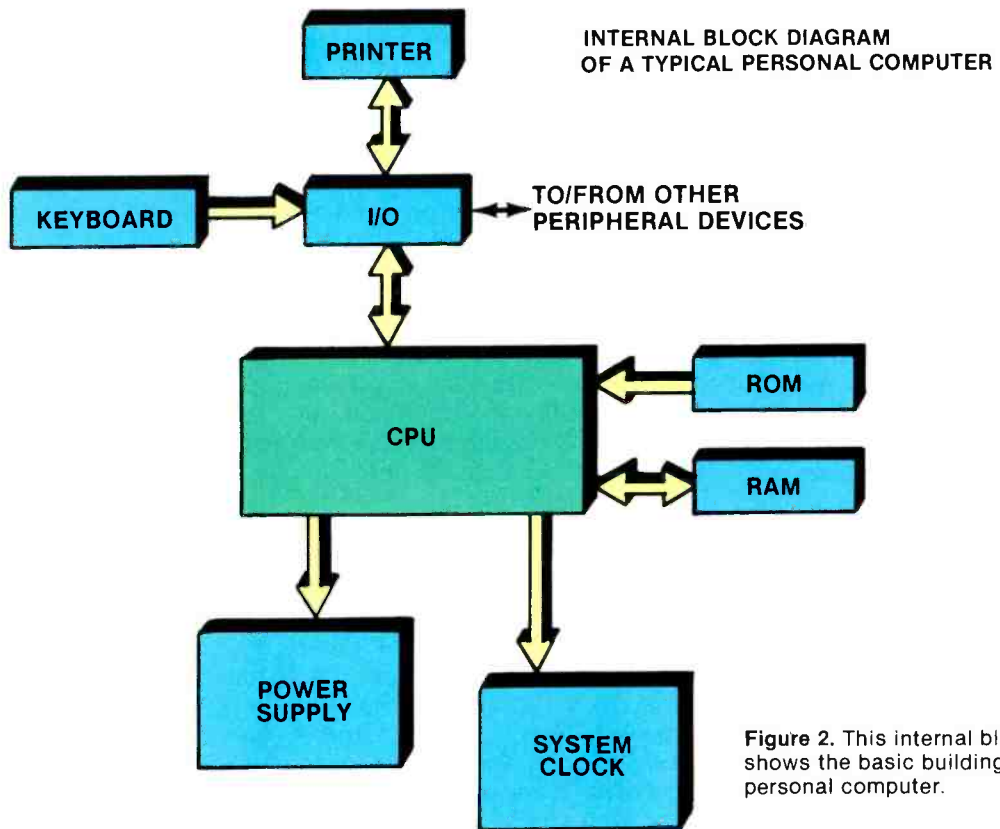 PRINTER
INTERNAL BLOCK DIAGRAM
OF A TYPICAL PERSONAL COMPUTER
KEYBOARD
I/O
TO/FROM OTHER
PERIPHERAL DEVICES
CPU
ROM
RAM
POWER
SUPPLY
SYSTEM
CLOCK
Figure 2. This internal
shows the basic building
personal computer.